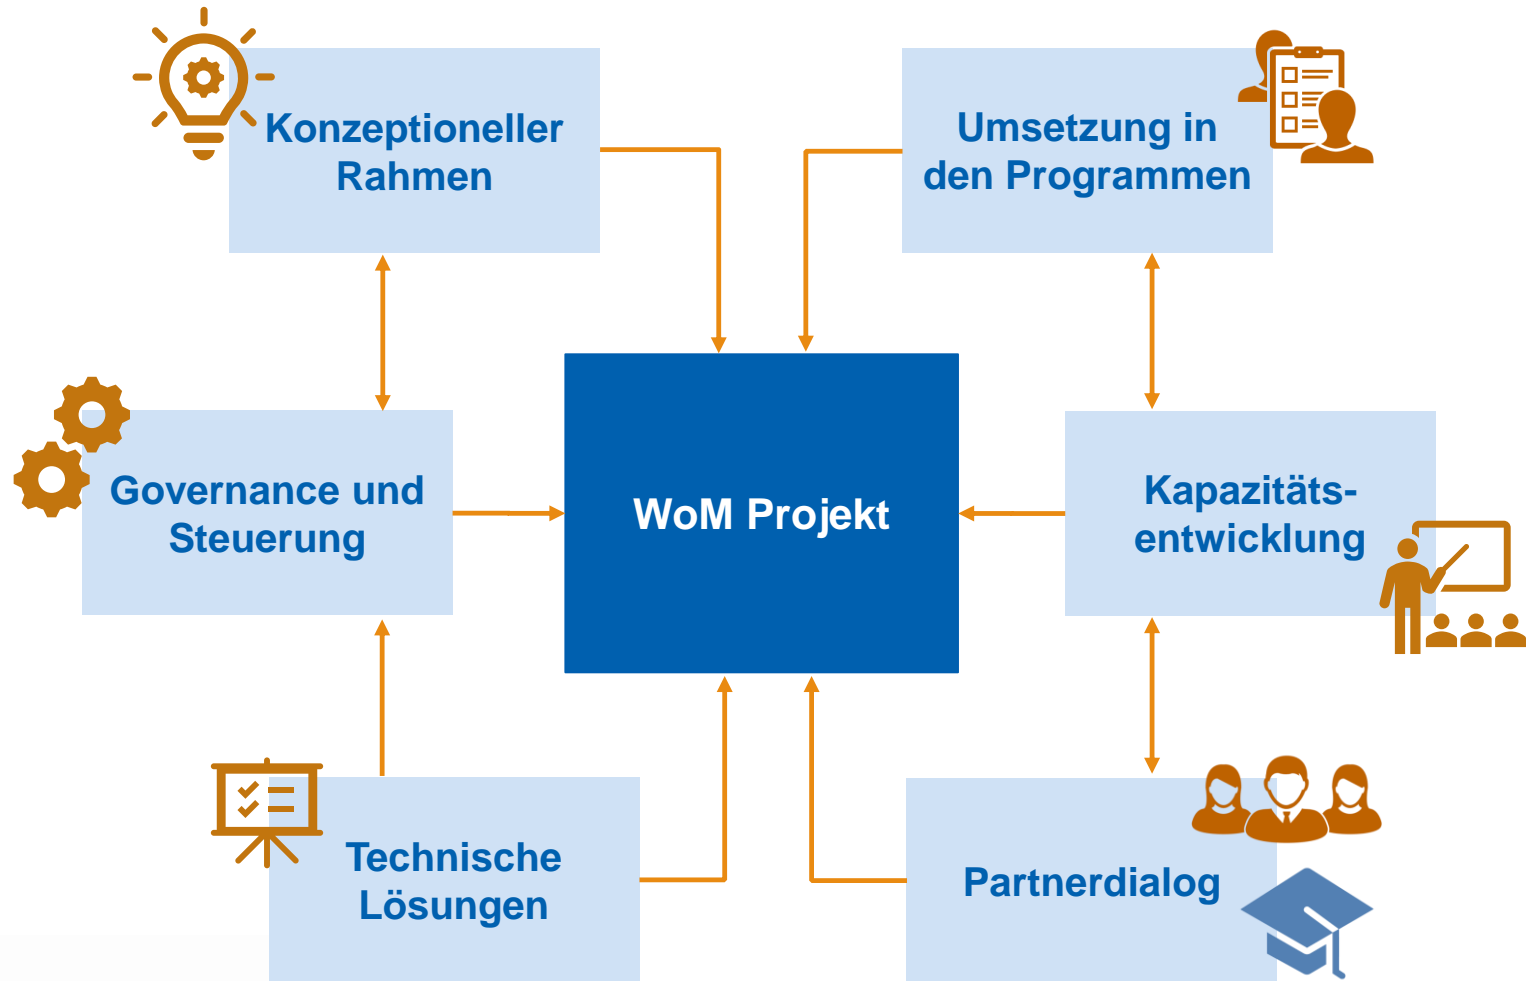 Konzeptioneller
Rahmen
Umsetzung in
den Programmen
Governance und
Steuerung
WoM Projekt
Kapazitäts-
entwicklung
Technische
Lösungen
Partnerdialog